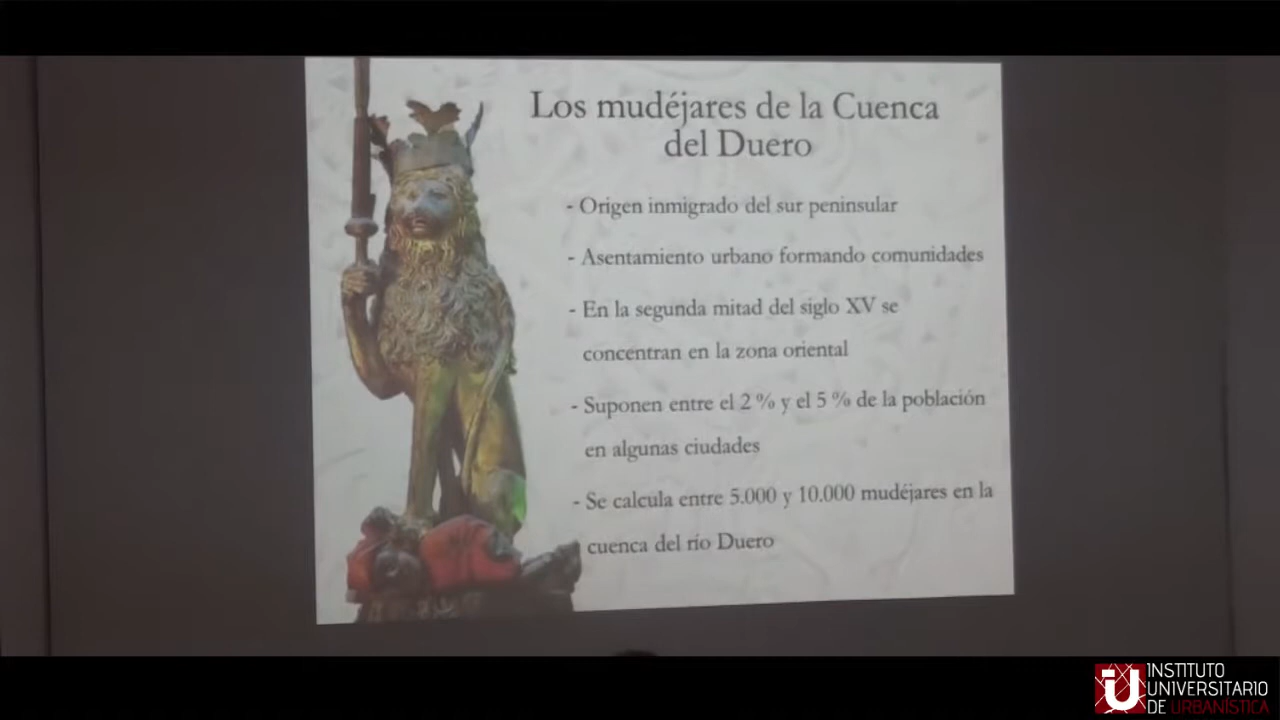 Los mudéjares de la Cuenca
del Duero
- Origen inmigrado del sur peninsular
- Asentamiento urbano formando comunidades
- En la segunda mitad del siglo XV se
concentran en la zona oriental
- Suponen entre el 2 % y el 5 % de la población
en algunas ciudades
- Se calcula entre 5.000 y 10.000 mudéjares en la
cuenca del río Duero
iU INSTITUTO
UNIVERSITARIO
DE URBANÍSTICA